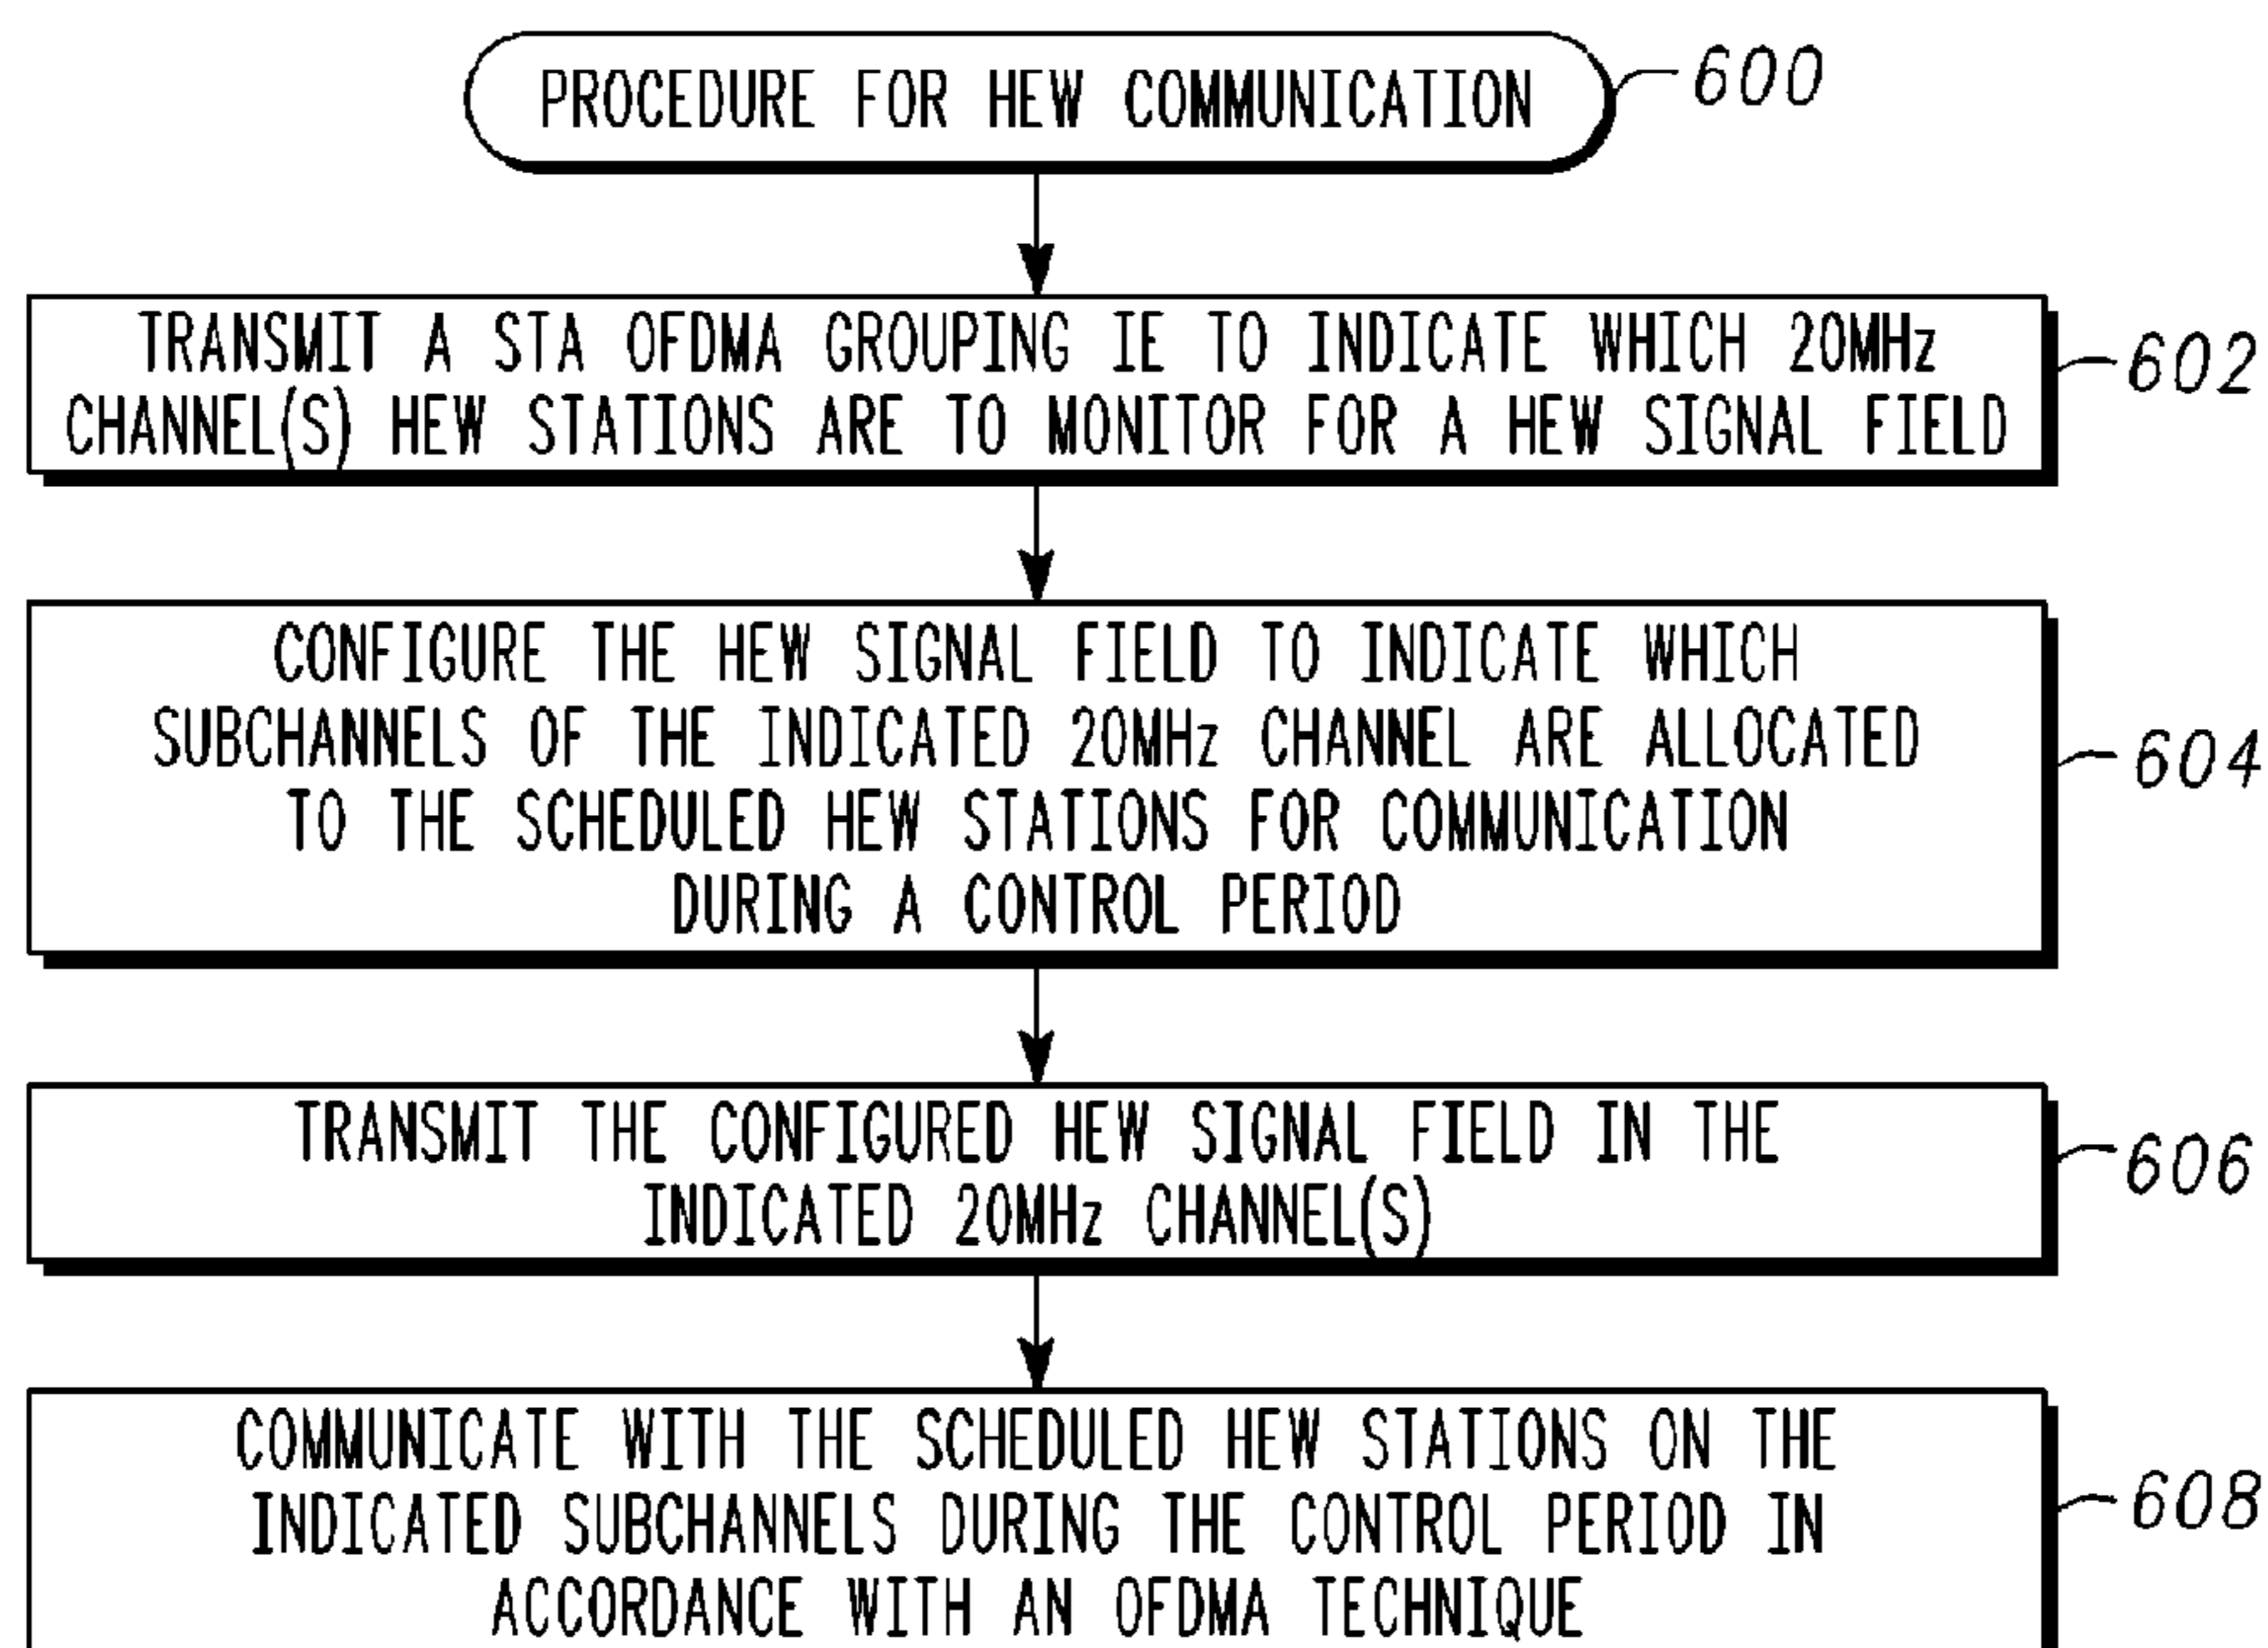 PROCEDURE FOR HEW COMMUNICATION
600
TRANSMIT A STA OFDMA GROUPING IE TO INDICATE WHICH 20MHz
CHANNEL(S) HEW STATIONS ARE TO MONITOR FOR A HEW SIGNAL FIELD
602
CONFIGURE THE HEW SIGNAL FIELD TO INDICATE WHICH
SUBCHANNELS OF THE INDICATED 20MHz CHANNEL ARE ALLOCATED
TO THE SCHEDULED HEW STATIONS FOR COMMUNICATION
DURING A CONTROL PERIOD
604
TRANSMIT THE CONFIGURED HEW SIGNAL FIELD IN THE
INDICATED 20MHz CHANNEL(S)
606
COMMUNICATE WITH THE SCHEDULED HEW STATIONS ON THE
INDICATED SUBCHANNELS DURING THE CONTROL PERIOD IN
ACCORDANCE WITH AN OFDMA TECHNIQUE
608